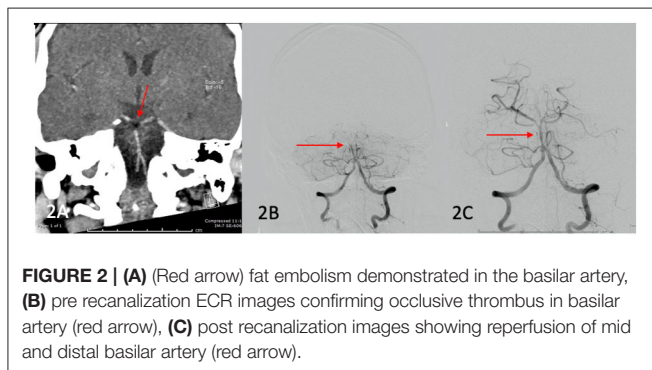 2A
2B
2C
cm
FIGURE 2 | (A) (Red arrow) fat embolism demonstrated in the basilar artery,
(B) pre recanalization ECR images confirming occlusive thrombus in basilar
artery (red arrow), (C) post recanalization images showing reperfusion of mid
and distal basilar artery (red arrow).